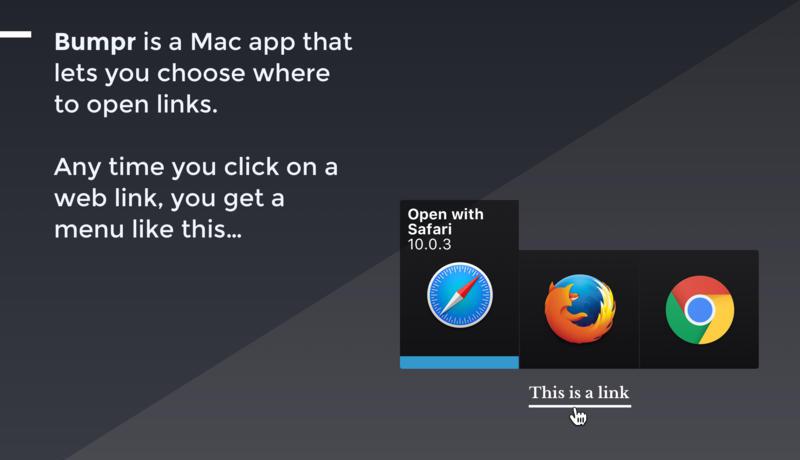 Bumpr is a Mac app that
lets you choose where
to open links.
Any time you click on a
web link, you get a
menu like this…
Open with
Safari
10.0.3
This is a link